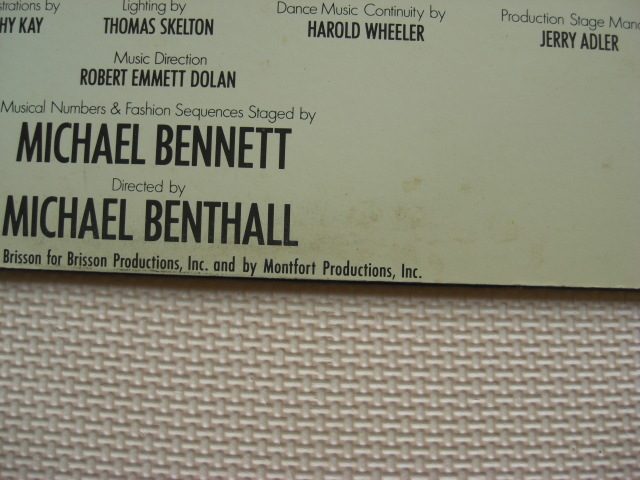 strations by Lighting by Dance Music Continuity by Production Stage Man
HY KAY THOMAS SKELTON HAROLD WHEELER JERRY ADLER
Music Direction
ROBERT EMMETT DOLAN
Musical Numbers & Fashion Sequences Staged by
MICHAEL BENNETT
Directed by
MICHAEL BENTHALL
Brisson for Brisson Productions, Inc. and by Montfort Productions, Inc.